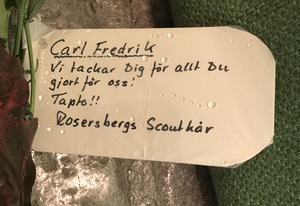 Carl Fredrik
Vi tackar Dig för allt Du
gjort för oss!
Tapto!!
Rosersbergs Scoutkår